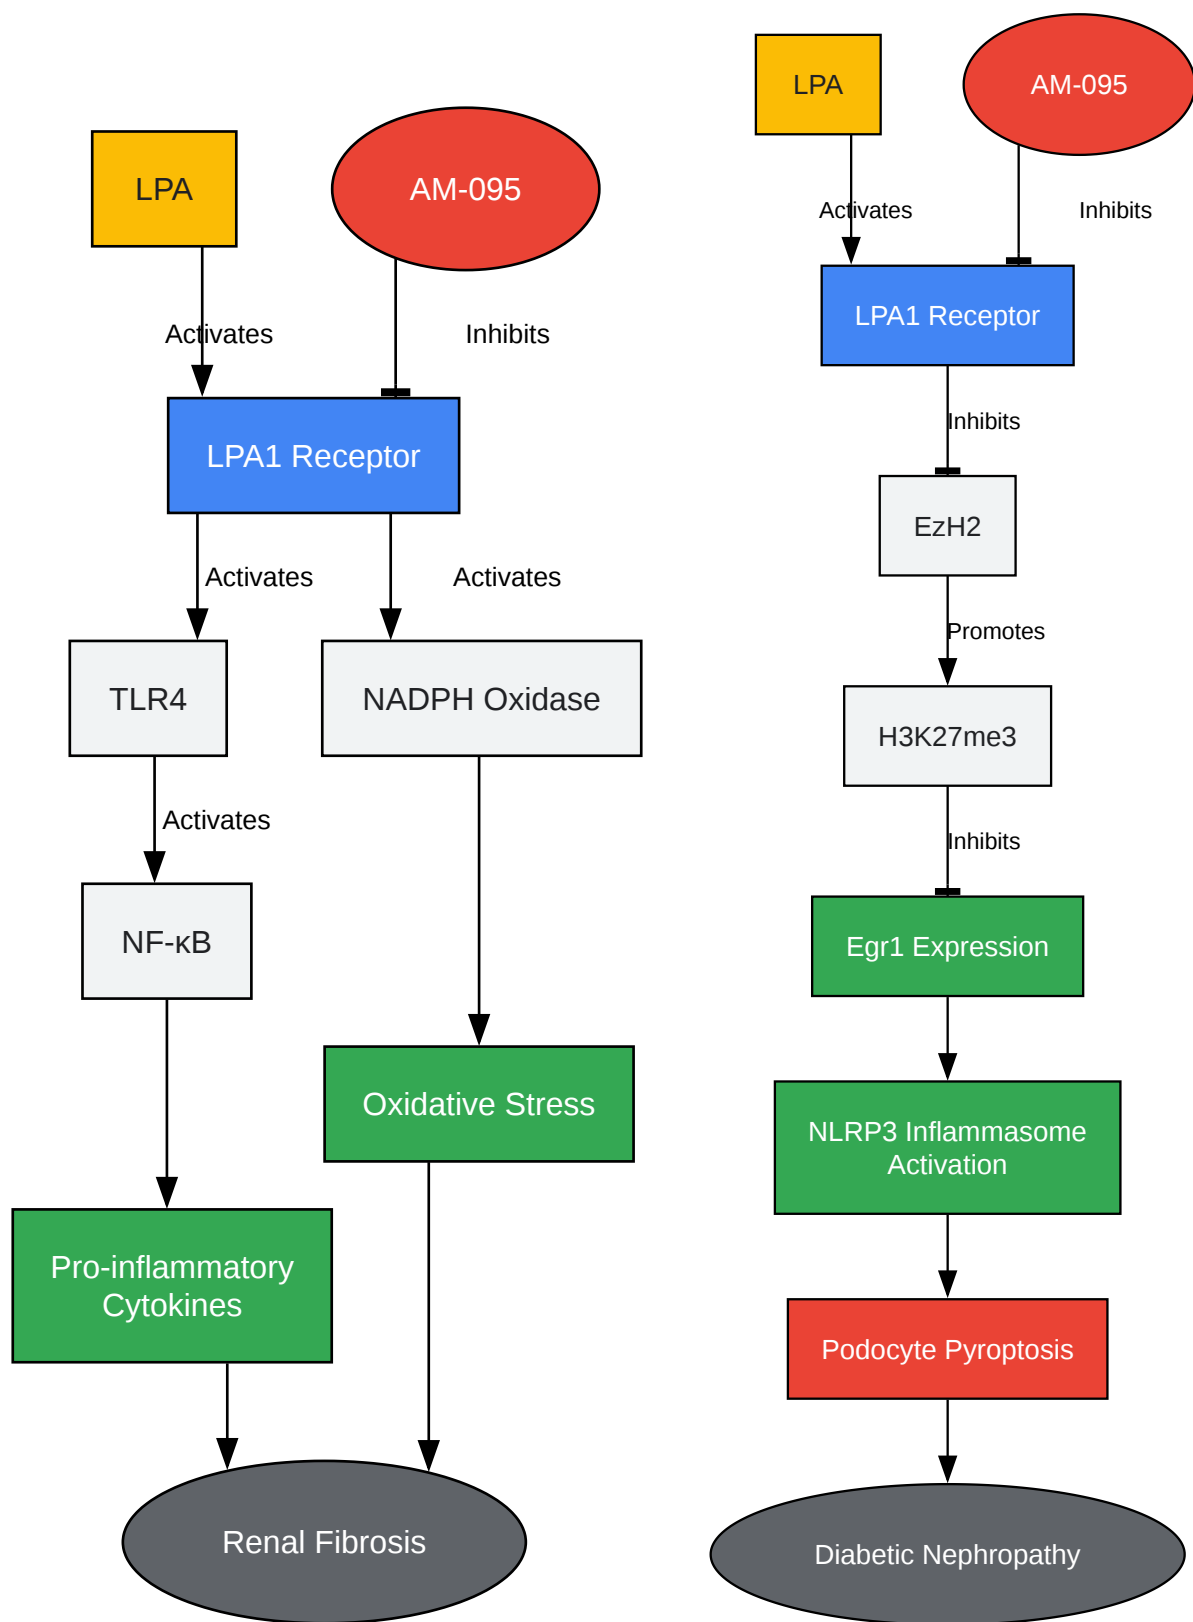 LPA
AM-095
Activates
Inhibits
LPA1 Receptor
Activates
Activates
TLR4
NADPH Oxidase
Activates
NF-κB
Oxidative Stress
Pro-inflammatory
Cytokines
Renal Fibrosis
LPA
AM-095
Activates
Inhibits
LPA1 Receptor
Inhibits
EzH2
Promotes
H3K27me3
Inhibits
Egr1 Expression
NLRP3 Inflammasome
Activation
Podocyte Pyroptosis
Diabetic Nephropathy